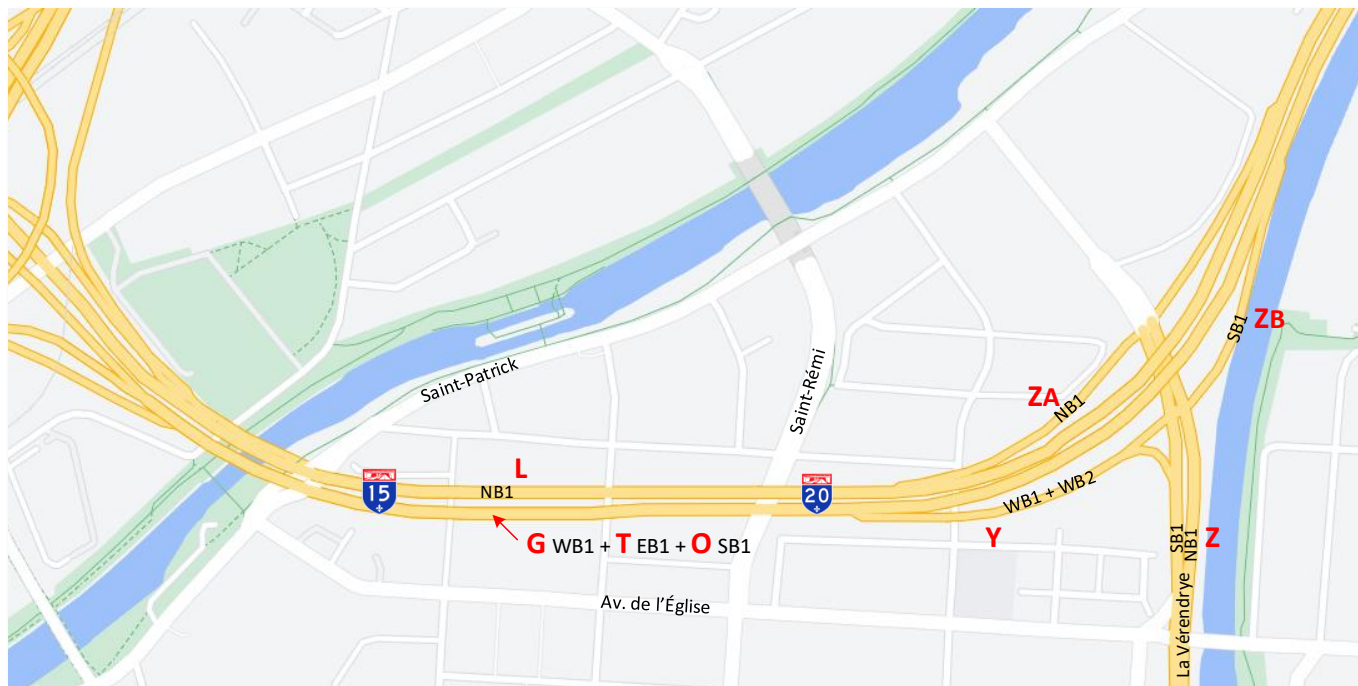 SB1
ZB
Saint-Patrick
Saint-Rémi
ZA
NB1
L
15
NB1
20
WB1 + WB2
G WB1 + T EB1 + O SB1
Y
SB1
NB1
Z
Av. de l'Église
La Vérendrye